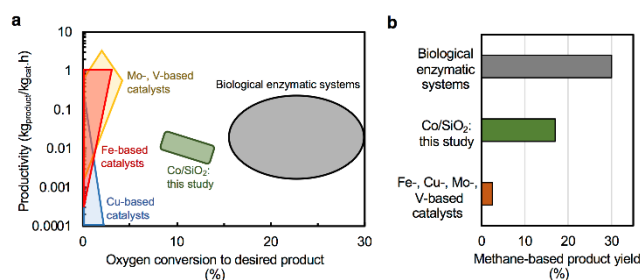 a
Productivity (kgproduct/kgcat·h)
10
1
0.1
0.01
0.001
0.0001
Mo-, V-based
catalysts
Biological enzymatic systems
Fe-based
catalysts
Co/SiO₂:
this study
Cu-based
catalysts
0
10
20
30
Oxygen conversion to desired product
(%)
b
Biological
enzymatic
systems
Co/SiO₂:
this study
Fe-, Cu-, Mo-,
V-based
catalysts
0
10
20
30
Methane-based product yield
(%)